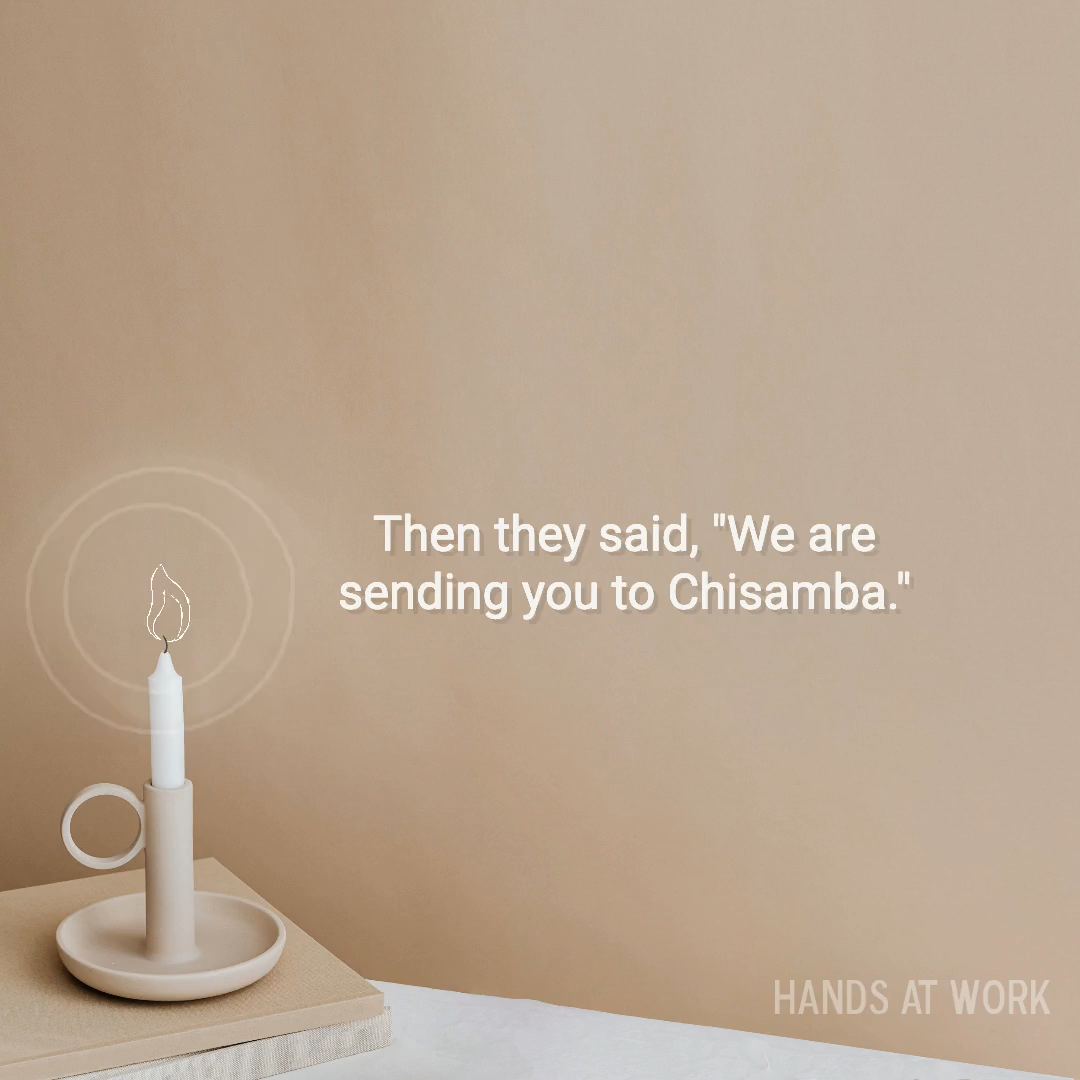 Then they said, "We are
sending you to Chisamba."
HANDS AT WORK